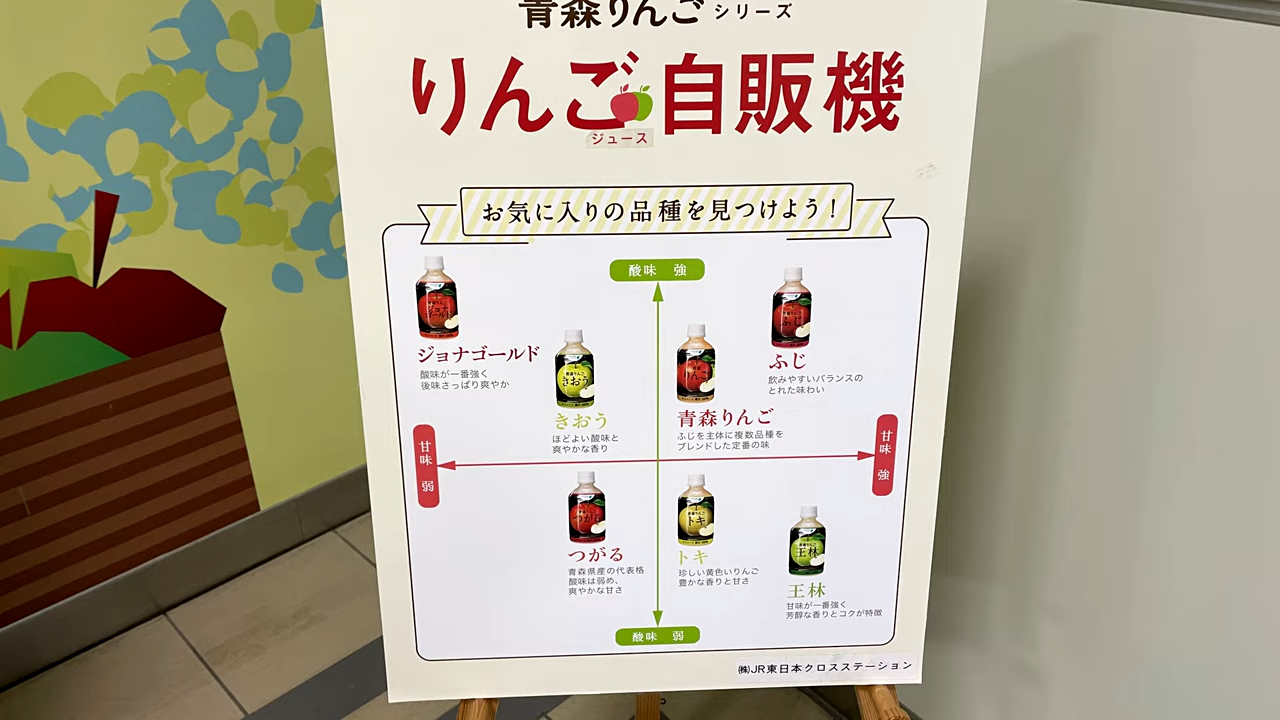 青森りんごシリーズ
りんご自販機
ジュース
お気に入りの品種を見つけよう！
酸味 強
ジョナゴールド
酸味が一番強く
後味さっぱり爽やか
きおう
ほどよい酸味と
爽やかな香り
青森りんご
ふじを主体に複数品種を
ブレンドした定番の味
ふじ
飲みやすいバランスの
とれた味わい
甘味 弱
甘味 強
つがる
青森県産の代表格
酸味は弱め、
爽やかな甘さ
トキ
珍しい黄色いりんご
豊かな香りと甘さ
王林
甘味が一番強く
芳醇な香りとコクが特徴
酸味 弱
㈱JR東日本クロスステーション